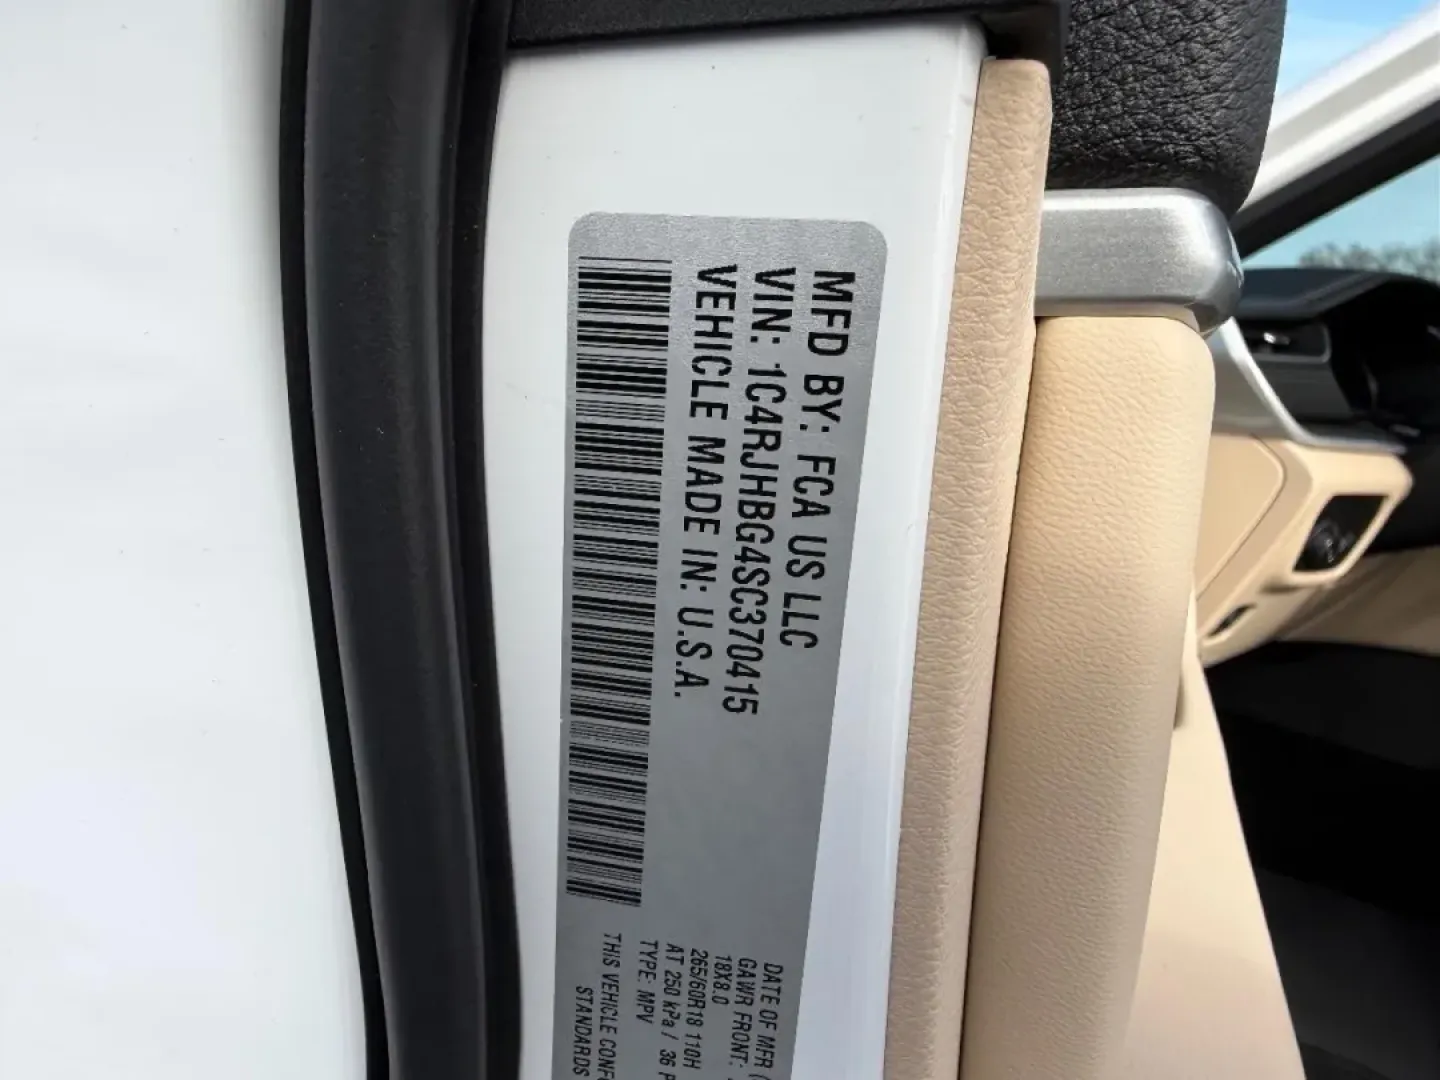 MFD BY: FCA US LLC
VIN: 1C4RJHBG4SC370415
VEHICLE MADE IN: U.S.A.
DATE OF MFR
GAWR FRONT:
18X8.0
265/60R18 110H
AT 250 kPa / 36
TYPE: MPV
THIS VEHICLE
STANDARDS